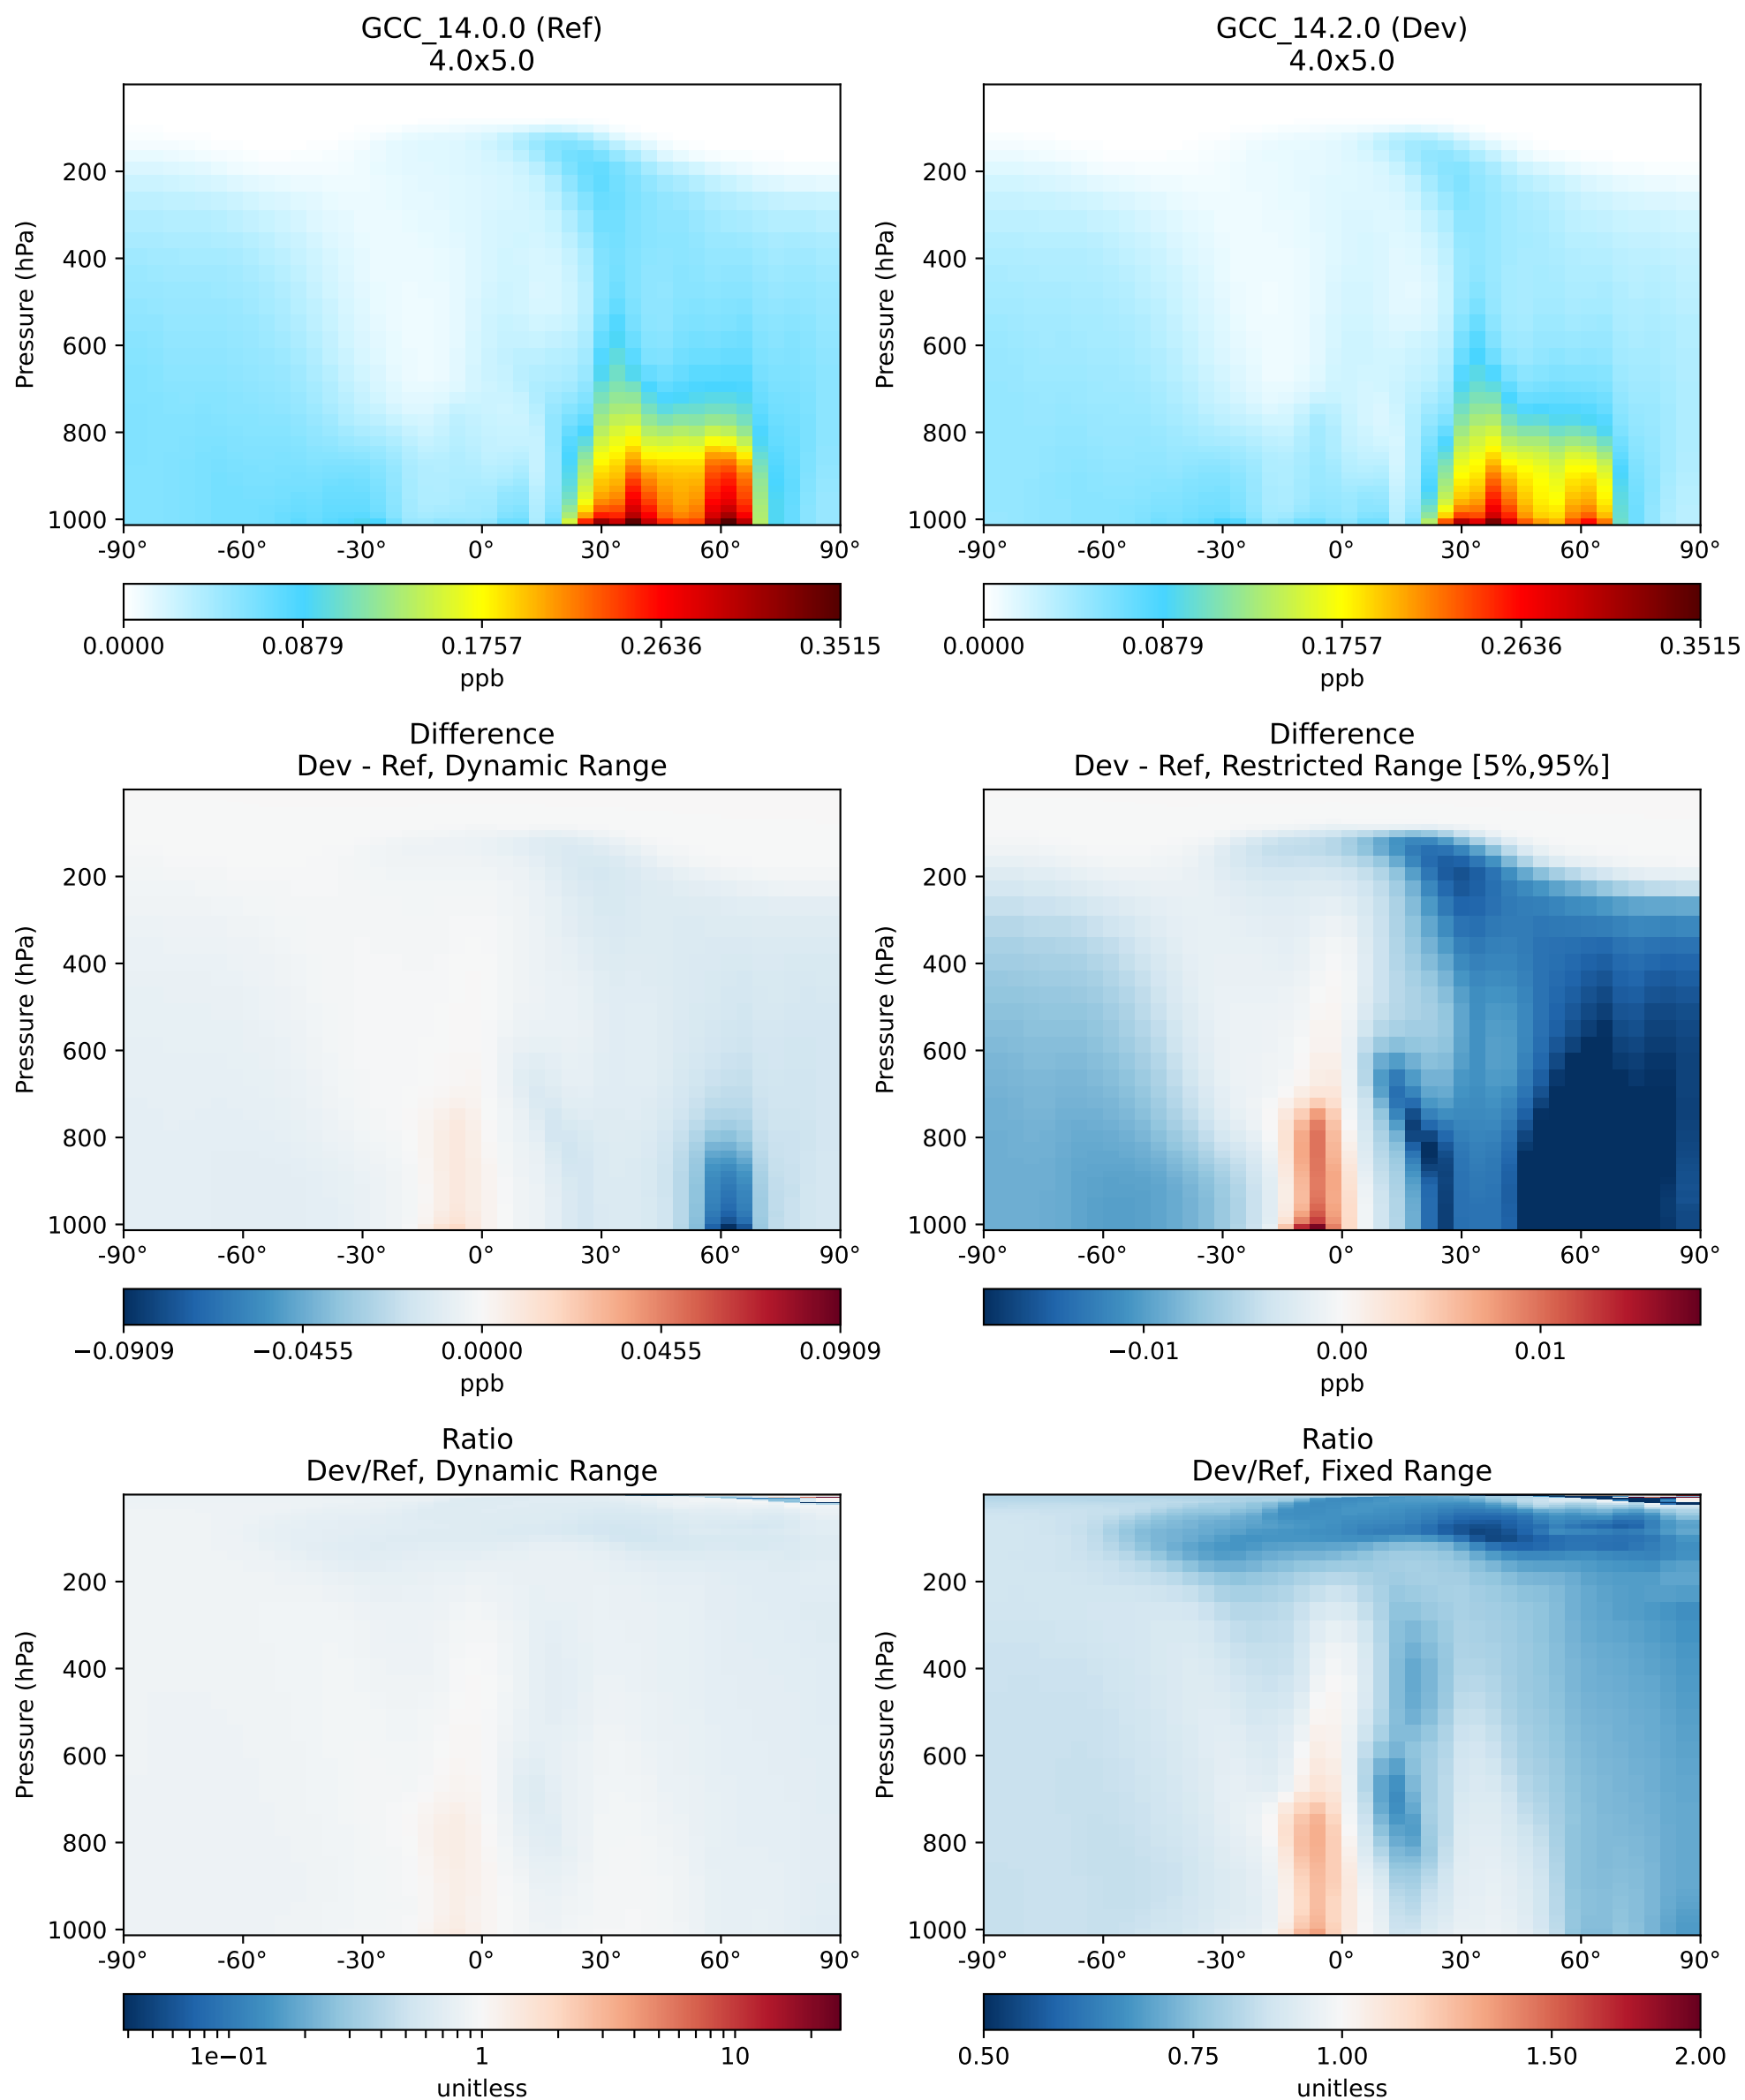 GCC_14.0.0 (Ref)
4.0x5.0
Pressure (hPa)
200
400
600
800
1000
-90° -60° -30° 0° 30° 60° 90°
0.0000 0.0879 0.1757 0.2636 0.3515
ppb
GCC_14.2.0 (Dev)
4.0x5.0
Pressure (hPa)
200
400
600
800
1000
-90° -60° -30° 0° 30° 60° 90°
0.0000 0.0879 0.1757 0.2636 0.3515
ppb
Difference
Dev - Ref, Dynamic Range
Pressure (hPa)
200
400
600
800
1000
-90° -60° -30° 0° 30° 60° 90°
−0.0909 −0.0455 0.0000 0.0455 0.0909
ppb
Difference
Dev - Ref, Restricted Range [5%,95%]
Pressure (hPa)
200
400
600
800
1000
-90° -60° -30° 0° 30° 60° 90°
−0.01 0.00 0.01
ppb
Ratio
Dev/Ref, Dynamic Range
Pressure (hPa)
200
400
600
800
1000
-90° -60° -30° 0° 30° 60° 90°
1e−01 1 10
unitless
Ratio
Dev/Ref, Fixed Range
Pressure (hPa)
200
400
600
800
1000
-90° -60° -30° 0° 30° 60° 90°
0.50 0.75 1.00 1.50 2.00
unitless